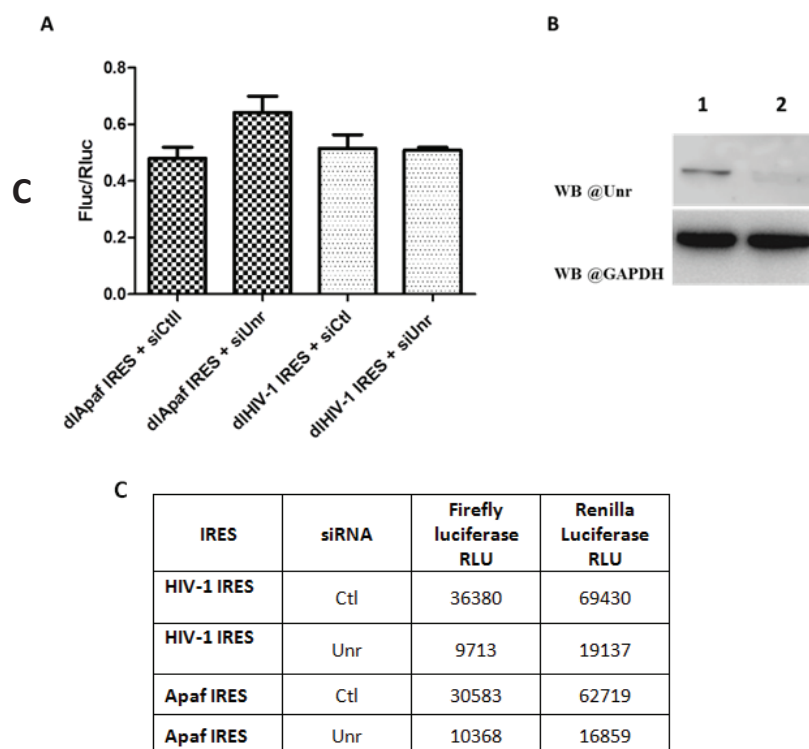 A
B
C
Fluc/Rluc
0.8
0.6
0.4
0.2
0.0
dlApaf IRES + siCtll
dlApaf IRES + siUnr
dlHIV-1 IRES + siCtl
dlHIV-1 IRES + siUnr
1 2
WB @Unr
WB @GAPDH
C
IRES siRNA Firefly luciferase RLU Renilla Luciferase RLU
HIV-1 IRES Ctl 36380 69430
HIV-1 IRES Unr 9713 19137
Apaf IRES Ctl 30583 62719
Apaf IRES Unr 10368 16859